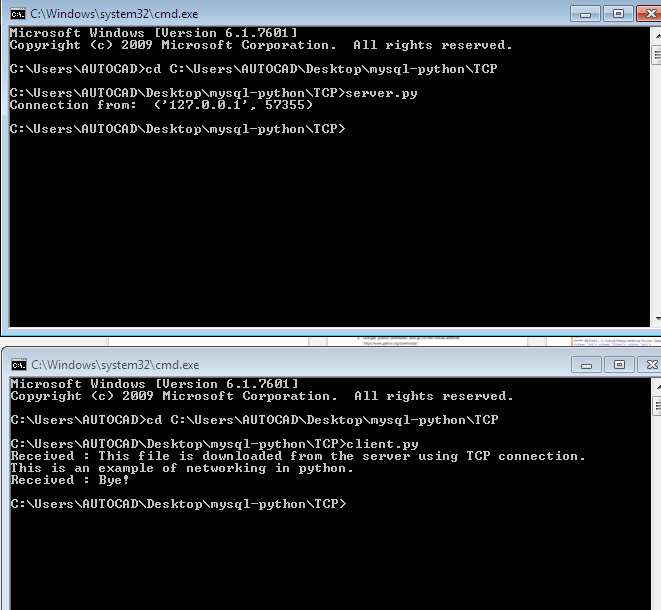 C:\Windows\system32\cmd.exe
Microsoft Windows [Version 6.1.7601]
Copyright (c) 2009 Microsoft Corporation.  All rights reserved.
C:\Users\AUTOCAD>cd C:\Users\AUTOCAD\Desktop\mysql-python\TCP
C:\Users\AUTOCAD\Desktop\mysql-python\TCP>server.py
Connection from:  ('127.0.0.1', 57355)
C:\Users\AUTOCAD\Desktop\mysql-python\TCP>
C:\Windows\system32\cmd.exe
Microsoft Windows [Version 6.1.7601]
Copyright (c) 2009 Microsoft Corporation.  All rights reserved.
C:\Users\AUTOCAD>cd C:\Users\AUTOCAD\Desktop\mysql-python\TCP
C:\Users\AUTOCAD\Desktop\mysql-python\TCP>client.py
Received : This file is downloaded from the server using TCP connection.
This is an example of networking in python.
Received : Bye!
C:\Users\AUTOCAD\Desktop\mysql-python\TCP>